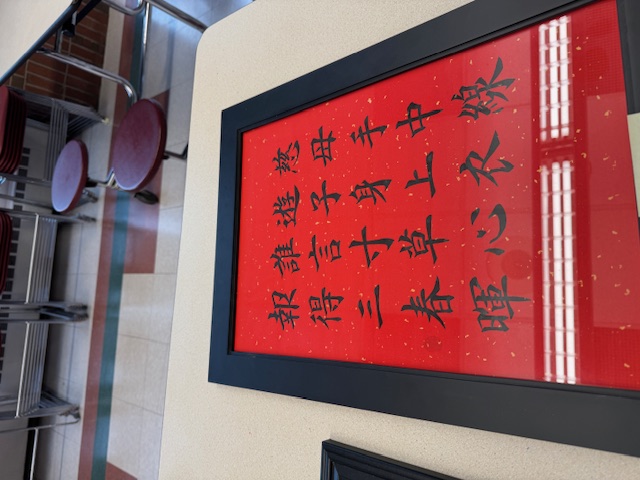 慈母手中線
遊子身上衣
誰言寸草心
報得三春暉